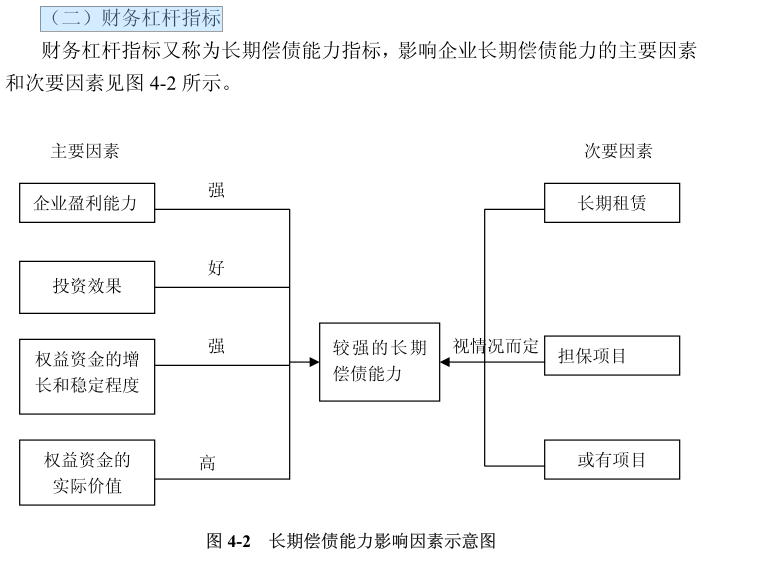 （二）财务杠杆指标
财务杠杆指标又称为长期偿债能力指标，影响企业长期偿债能力的主要因素
和次要因素见图 4-2 所示。
主要因素
次要因素
企业盈利能力
强
长期租赁
投资效果
好
权益资金的增
长和稳定程度
强
较强的长期
偿债能力
视情况而定
担保项目
权益资金的
实际价值
高
或有项目
图 4-2 长期偿债能力影响因素示意图